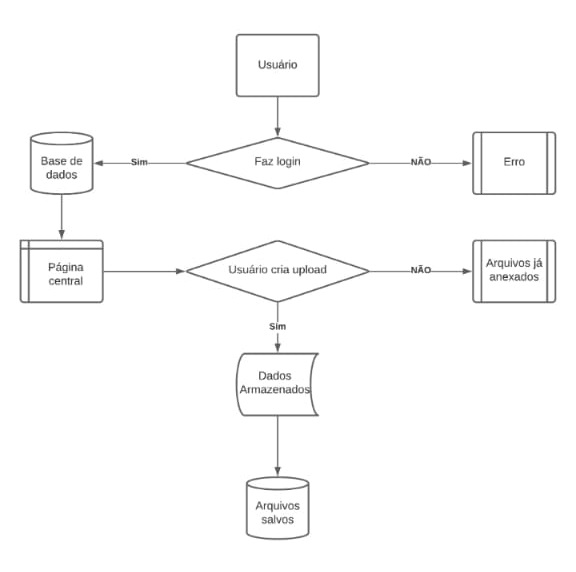 Usuário
Faz login
Sim
NÃO
Base de
dados
Erro
Página
central
Usuário cria upload
NÃO
Arquivos já
anexados
Sim
Dados
Armazenados
Arquivos
salvos